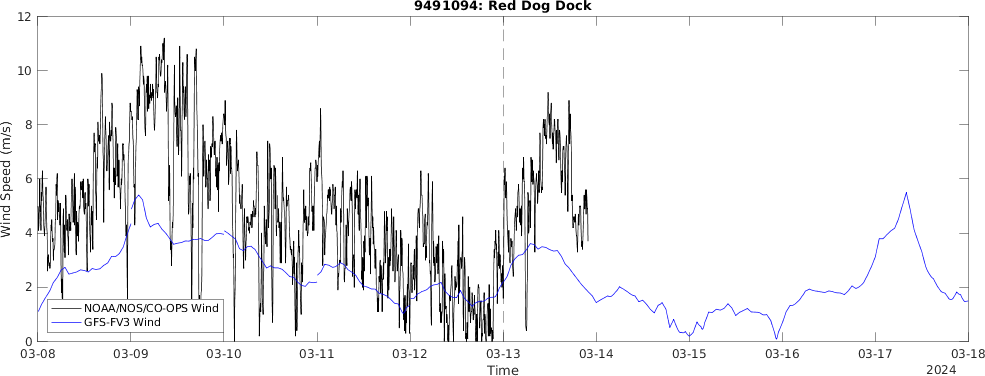 9491094: Red Dog Dock
12
10
8
6
4
2
0
Wind Speed (m/s)
NOAA/NOS/CO-OPS Wind
GFS-FV3 Wind
03-08 03-09 03-10 03-11 03-12 03-13 03-14 03-15 03-16 03-17 03-18
Time
2024